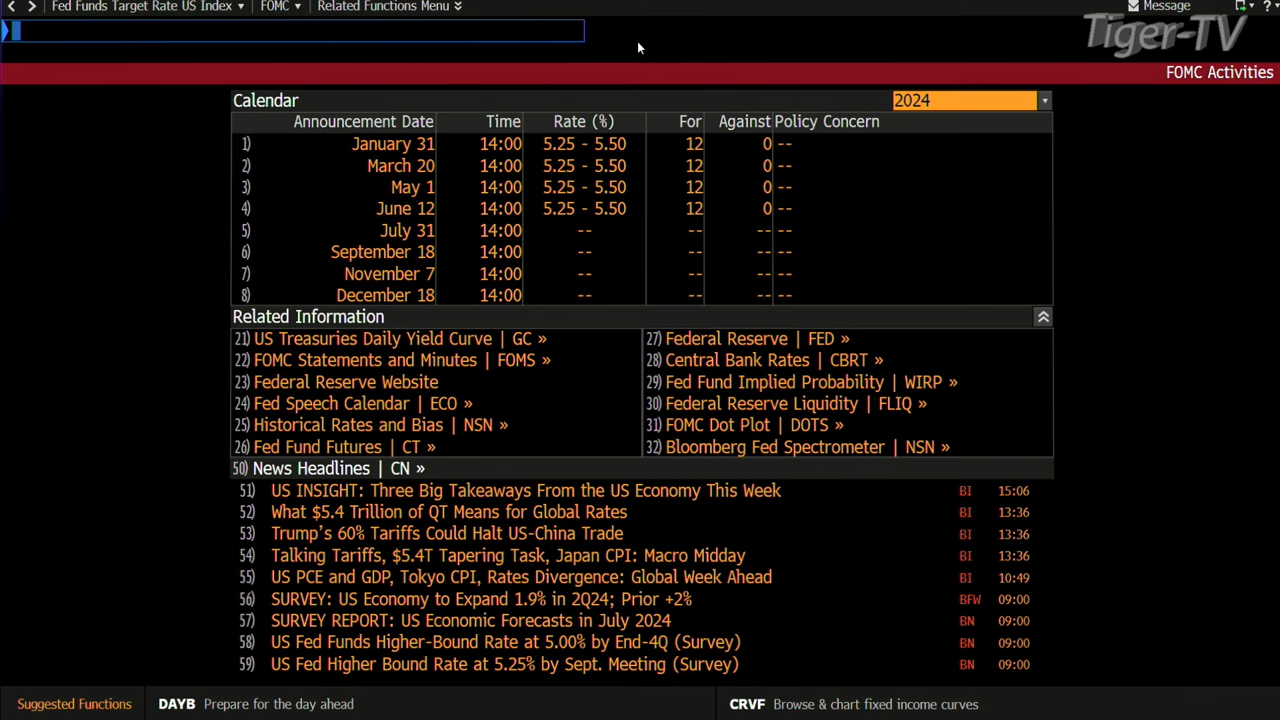 Fed Funds Target Rate US Index ▾ FOMC ▾ Related Functions Menu Message ?
Tiger-TV
FOMC Activities
Calendar 2024
Announcement Date Time Rate (%) For Against Policy Concern
1) January 31 14:00 5.25 - 5.50 12 0 --
2) March 20 14:00 5.25 - 5.50 12 0 --
3) May 1 14:00 5.25 - 5.50 12 0 --
4) June 12 14:00 5.25 - 5.50 12 0 --
5) July 31 14:00 -- -- -- --
6) September 18 14:00 -- -- -- --
7) November 7 14:00 -- -- -- --
8) December 18 14:00 -- -- -- --
Related Information
21) US Treasuries Daily Yield Curve | GC » 27) Federal Reserve | FED »
22) FOMC Statements and Minutes | FOMS » 28) Central Bank Rates | CBRT »
23) Federal Reserve Website 29) Fed Fund Implied Probability | WIRP »
24) Fed Speech Calendar | ECO » 30) Federal Reserve Liquidity | FLIQ »
25) Historical Rates and Bias | NSN » 31) FOMC Dot Plot | DOTS »
26) Fed Fund Futures | CT » 32) Bloomberg Fed Spectrometer | NSN »
50) News Headlines | CN »
51) US INSIGHT: Three Big Takeaways From the US Economy This Week BI 15:06
52) What $5.4 Trillion of QT Means for Global Rates BI 13:36
53) Trump's 60% Tariffs Could Halt US-China Trade BI 13:36
54) Talking Tariffs, $5.4T Tapering Task, Japan CPI: Macro Midday BI 13:36
55) US PCE and GDP, Tokyo CPI, Rates Divergence: Global Week Ahead BI 10:49
56) SURVEY: US Economy to Expand 1.9% in 2Q24; Prior +2% BFW 09:00
57) SURVEY REPORT: US Economic Forecasts in July 2024 BN 09:00
58) US Fed Funds Higher-Bound Rate at 5.00% by End-4Q (Survey) BN 09:00
59) US Fed Higher Bound Rate at 5.25% by Sept. Meeting (Survey) BN 09:00
Suggested Functions DAYB Prepare for the day ahead CRVF Browse & chart fixed income curves